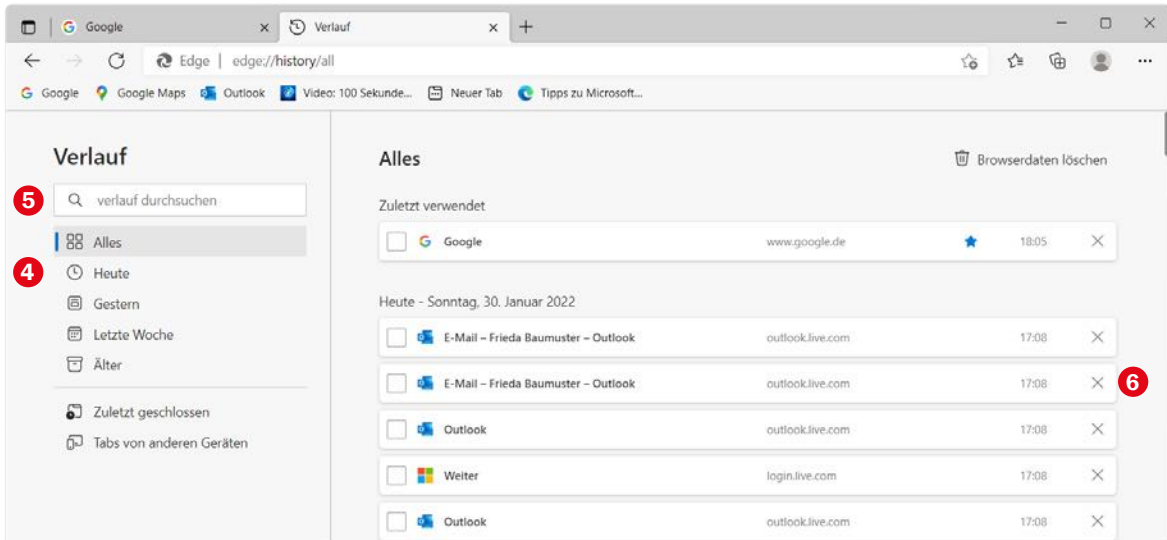 Google
Verlauf
Edge | edge://history/all
Google Google Maps Outlook Video: 100 Sekunde... Neuer Tab Tipps zu Microsoft...
Verlauf
5 verlauf durchsuchen
Alles
4 Heute
Gestern
Letzte Woche
Älter
Zuletzt geschlossen
Tabs von anderen Geräten
Alles Browserdaten löschen
Zuletzt verwendet
Google www.google.de 18:05
Heute - Sonntag, 30. Januar 2022
E-Mail – Frieda Baumuster – Outlook outlook.live.com 17:08
E-Mail – Frieda Baumuster – Outlook outlook.live.com 17:08 6
Outlook outlook.live.com 17:08
Weiter login.live.com 17:08
Outlook outlook.live.com 17:08